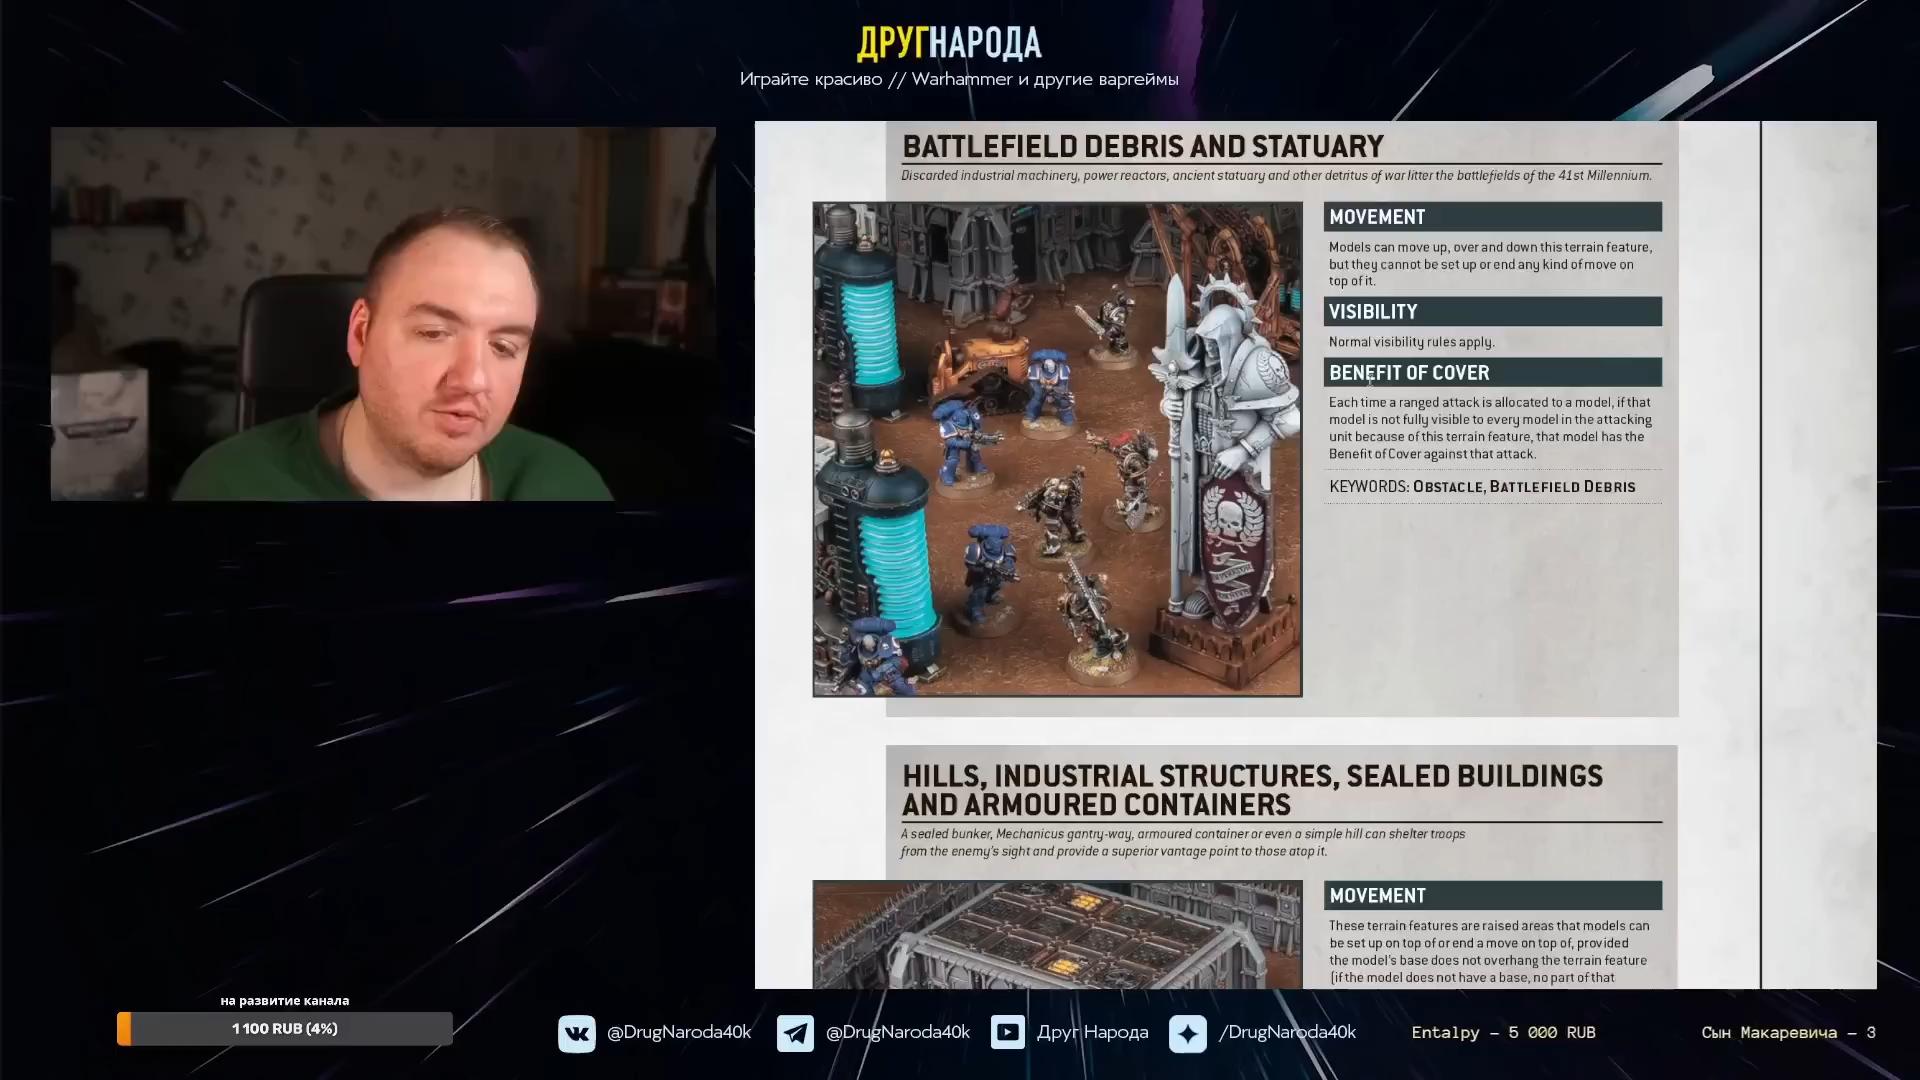 ДРУГНАРОДА
Играйте красиво // Warhammer и другие варгеймы
BATTLEFIELD DEBRIS AND STATUARY
Discarded industrial machinery, power reactors, ancient statuary and other detritus of war litter the battlefields of the 41st Millennium.
MOVEMENT
Models can move up, over and down this terrain feature,
but they cannot be set up or end any kind of move on
top of it.
VISIBILITY
Normal visibility rules apply.
BENEFIT OF COVER
Each time a ranged attack is allocated to a model, if that
model is not fully visible to every model in the attacking
unit because of this terrain feature, that model has the
Benefit of Cover against that attack.
KEYWORDS: OBSTACLE, BATTLEFIELD DEBRIS
HILLS, INDUSTRIAL STRUCTURES, SEALED BUILDINGS
AND ARMOURED CONTAINERS
A sealed bunker, Mechanicus gantry-way, armoured container or even a simple hill can shelter troops
from the enemy's sight and provide a superior vantage point to those atop it.
MOVEMENT
These terrain features are raised areas that models can
be set up on top of or end a move on top of, provided
the model's base does not overhang the terrain feature
(if the model does not have a base, no part of that
на развитие канала
1 100 RUB (4%)
@DrugNaroda40k
@DrugNaroda40k
Друг Народа
/DrugNaroda40k
Entalpy – 5 000 RUB
Сын Макаревича – 3